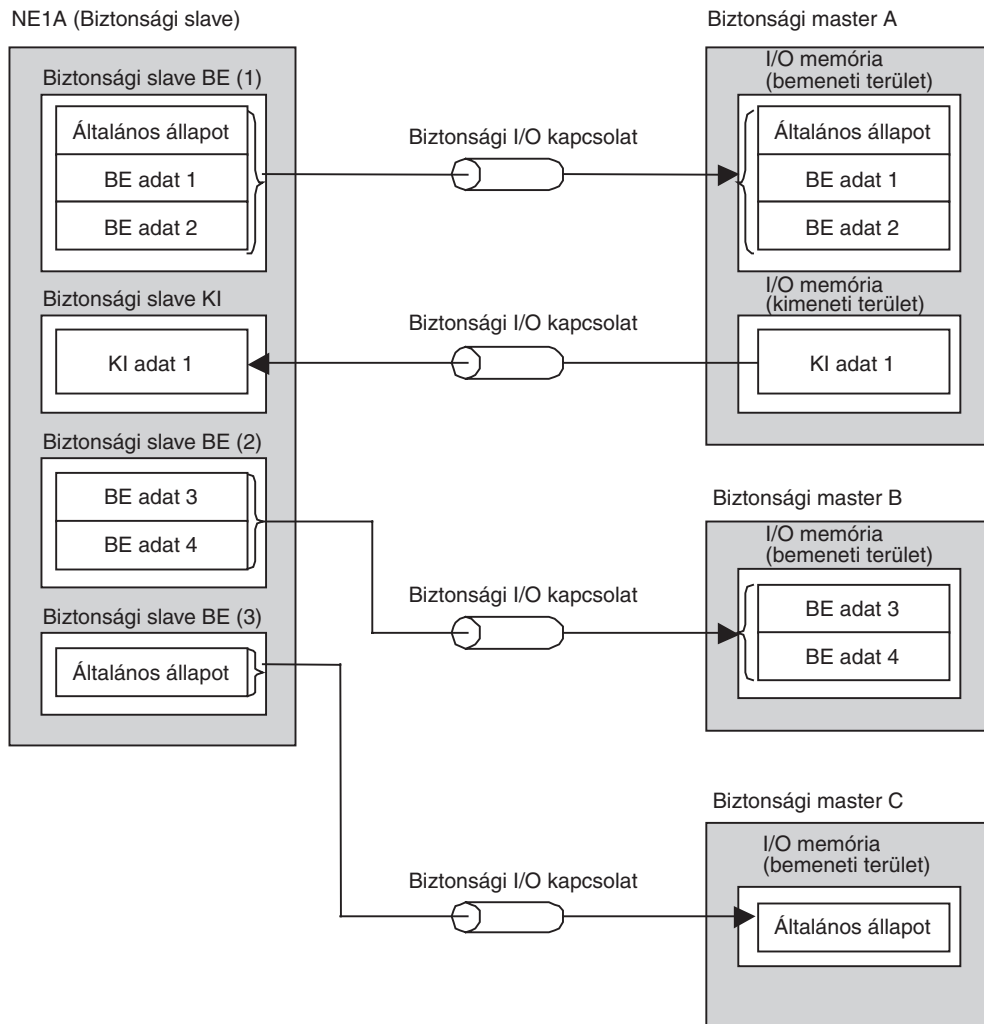 NE1A (Biztonsági slave)
Biztonsági slave BE (1)
Általános állapot
BE adat 1
BE adat 2
Biztonsági slave KI
KI adat 1
Biztonsági slave BE (2)
BE adat 3
BE adat 4
Biztonsági slave BE (3)
Általános állapot
Biztonsági I/O kapcsolat
Biztonsági I/O kapcsolat
Biztonsági I/O kapcsolat
Biztonsági I/O kapcsolat
Biztonsági master A
I/O memória
(bemeneti terület)
Általános állapot
BE adat 1
BE adat 2
I/O memória
(kimeneti terület)
KI adat 1
Biztonsági master B
I/O memória
(bemeneti terület)
BE adat 3
BE adat 4
Biztonsági master C
I/O memória
(bemeneti terület)
Általános állapot